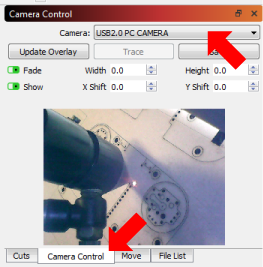 Camera Control
Camera: USB2.0 PC CAMERA
Update Overlay Trace
Fade Width 0.0 Height 0.0
Show X Shift 0.0 Y Shift 0.0
Cuts Camera Control Move File List